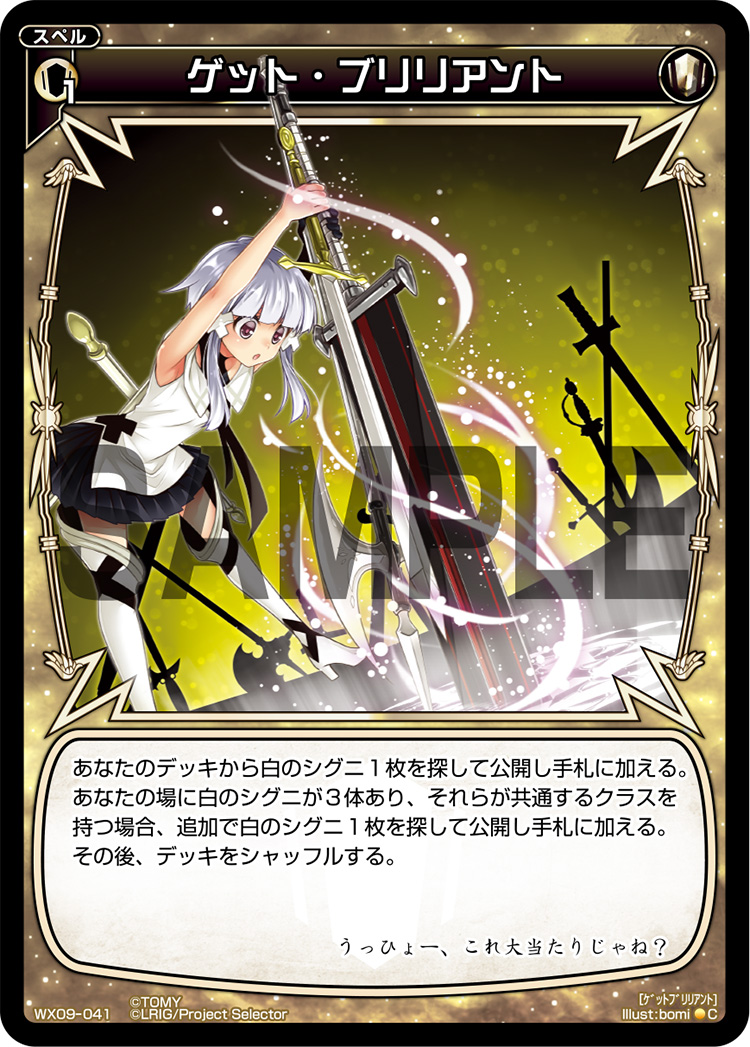 スペル
ゲット・ブリリアント
1
SAMPLE
あなたのデッキから白のシグニ１枚を探して公開し手札に加える。
あなたの場に白のシグニが３体あり、それらが共通するクラスを
持つ場合、追加で白のシグニ１枚を探して公開し手札に加える。
その後、デッキをシャッフルする。
うっひょー、これ大当たりじゃね？
©TOMY
[ｹﾞｯﾄﾌﾞﾘﾘｱﾝﾄ]
WX09-041 ©LRIG/Project Selector Illust:bomi ●C